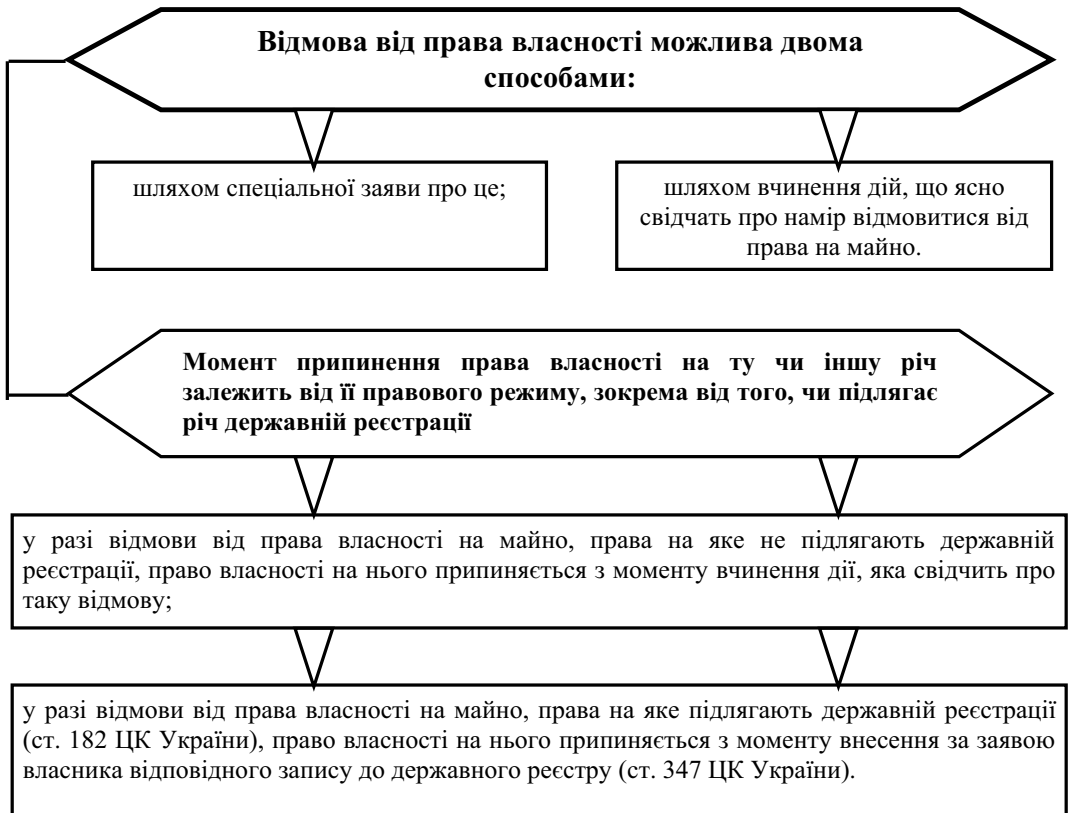 Відмова від права власності можлива двома
способами:
шляхом спеціальної заяви про це;
шляхом вчинення дій, що ясно
свідчать про намір відмовитися від
права на майно.
Момент припинення права власності на ту чи іншу річ
залежить від її правового режиму, зокрема від того, чи підлягає
річ державній реєстрації
у разі відмови від права власності на майно, права на яке не підлягають державній
реєстрації, право власності на нього припиняється з моменту вчинення дії, яка свідчить про
таку відмову;
у разі відмови від права власності на майно, права на яке підлягають державній реєстрації
(ст. 182 ЦК України), право власності на нього припиняється з моменту внесення за заявою
власника відповідного запису до державного реєстру (ст. 347 ЦК України).